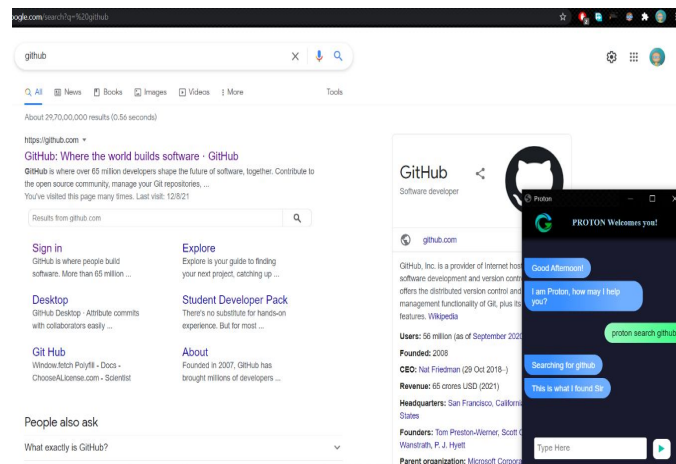 oogle.com/search?q=%20github
github
All News Books Images Videos More Tools
About 29,70,00,000 results (0.56 seconds)
https://github.com
GitHub: Where the world builds software · GitHub
GitHub is where over 65 million developers shape the future of software, together. Contribute to
the open source community, manage your Git repositories, ...
You've visited this page many times. Last visit: 12/8/21
Results from github.com
Sign in
GitHub is where people build
software. More than 65 million ...
Explore
Explore is your guide to finding
your next project, catching up ...
Desktop
GitHub Desktop · Attribute commits
with collaborators easily ...
Student Developer Pack
There's no substitute for hands-on
experience. But for most ...
Git Hub
Window.fetch Polyfill - Docs -
ChooseALicense.com - Scientist
About
Founded in 2007, GitHub has
brought millions of developers ...
People also ask
What exactly is GitHub?
GitHub
Software developer
github.com
GitHub, Inc. is a provider of Internet host
software development and version contr
offers the distributed version control and
management functionality of Git, plus its
features. Wikipedia
Users: 56 million (as of September 2020
Founded: 2008
CEO: Nat Friedman (29 Oct 2018–)
Revenue: 65 crores USD (2021)
Headquarters: San Francisco, California
States
Founders: Tom Preston-Werner, Scott C
Wanstrath, P. J. Hyett
Parent organization: Microsoft Corpora
Proton
PROTON Welcomes you!
Good Afternoon!
I am Proton, how may I help
you?
proton search github
Searching for github
This is what I found Sir
Type Here